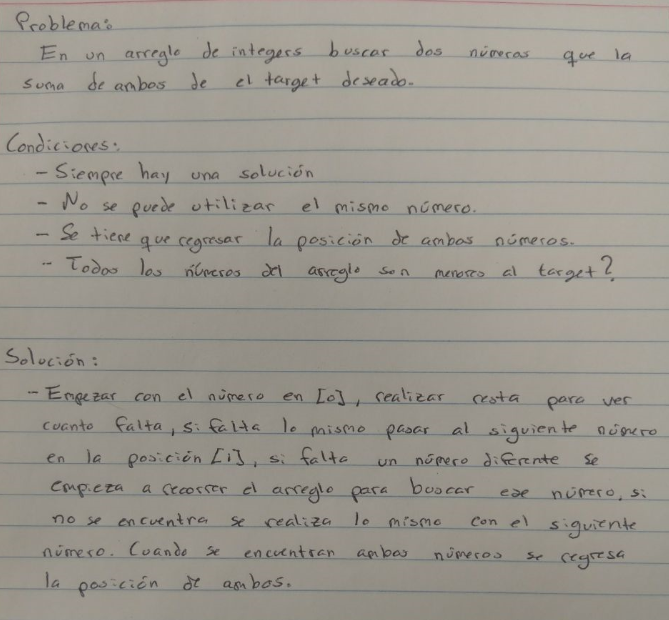 Problema:
En un arreglo de integers buscar dos números que la
suma de ambos de el target deseado.
Condiciones:
- Siempre hay una solución
- No se puede utilizar el mismo número.
- Se tiene que regresar la posición de ambos números.
- Todos los números del arreglo son menores al target?
Solución:
- Empezar con el número en [0], realizar resta para ver
cuanto falta, si falta lo mismo pasar al siguiente número
en la posición [i], si falta un número diferente se
empieza a recorrer el arreglo para buscar ese número, si
no se encuentra se realiza lo mismo con el siguiente
número. Cuando se encuentran ambos números se regresa
la posición de ambos.